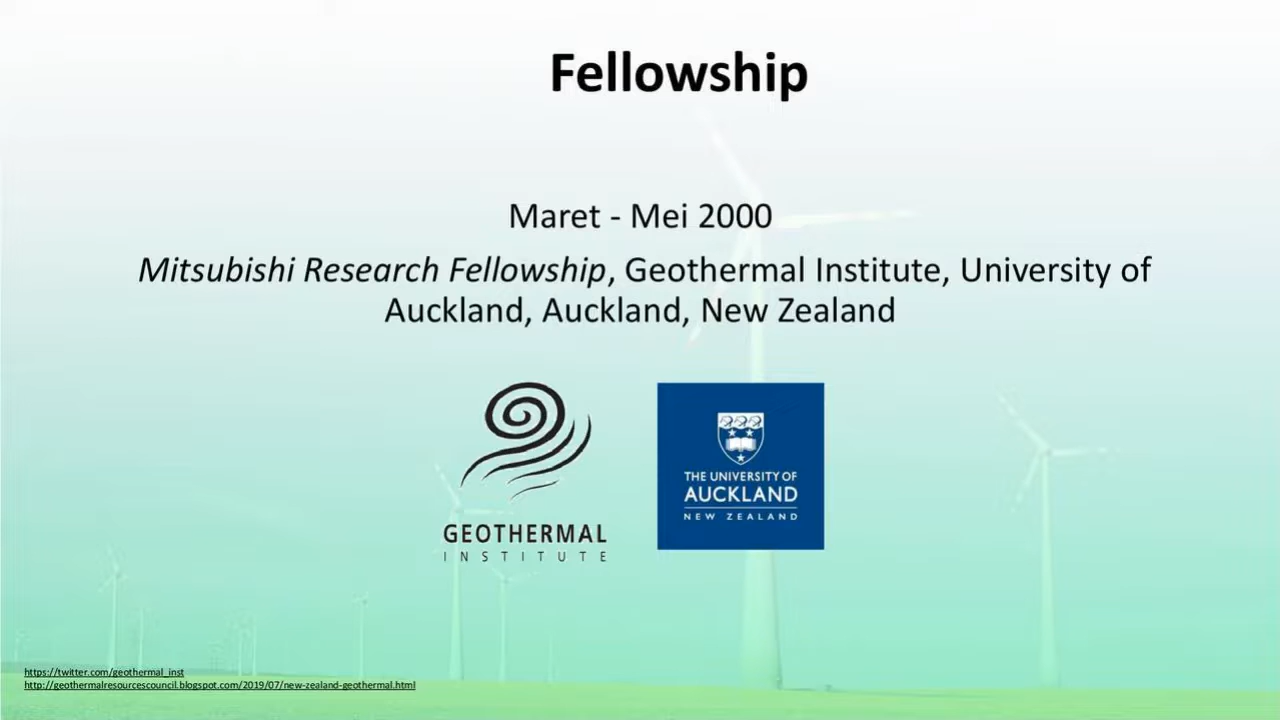 Fellowship
Maret - Mei 2000
Mitsubishi Research Fellowship, Geothermal Institute, University of
Auckland, Auckland, New Zealand
GEOTHERMAL
INSTITUTE
THE UNIVERSITY OF
AUCKLAND
NEW ZEALAND
https://twitter.com/geothermal_inst
http://geothermalresourcescouncil.blogspot.com/2019/07/new-zealand-geothermal.html